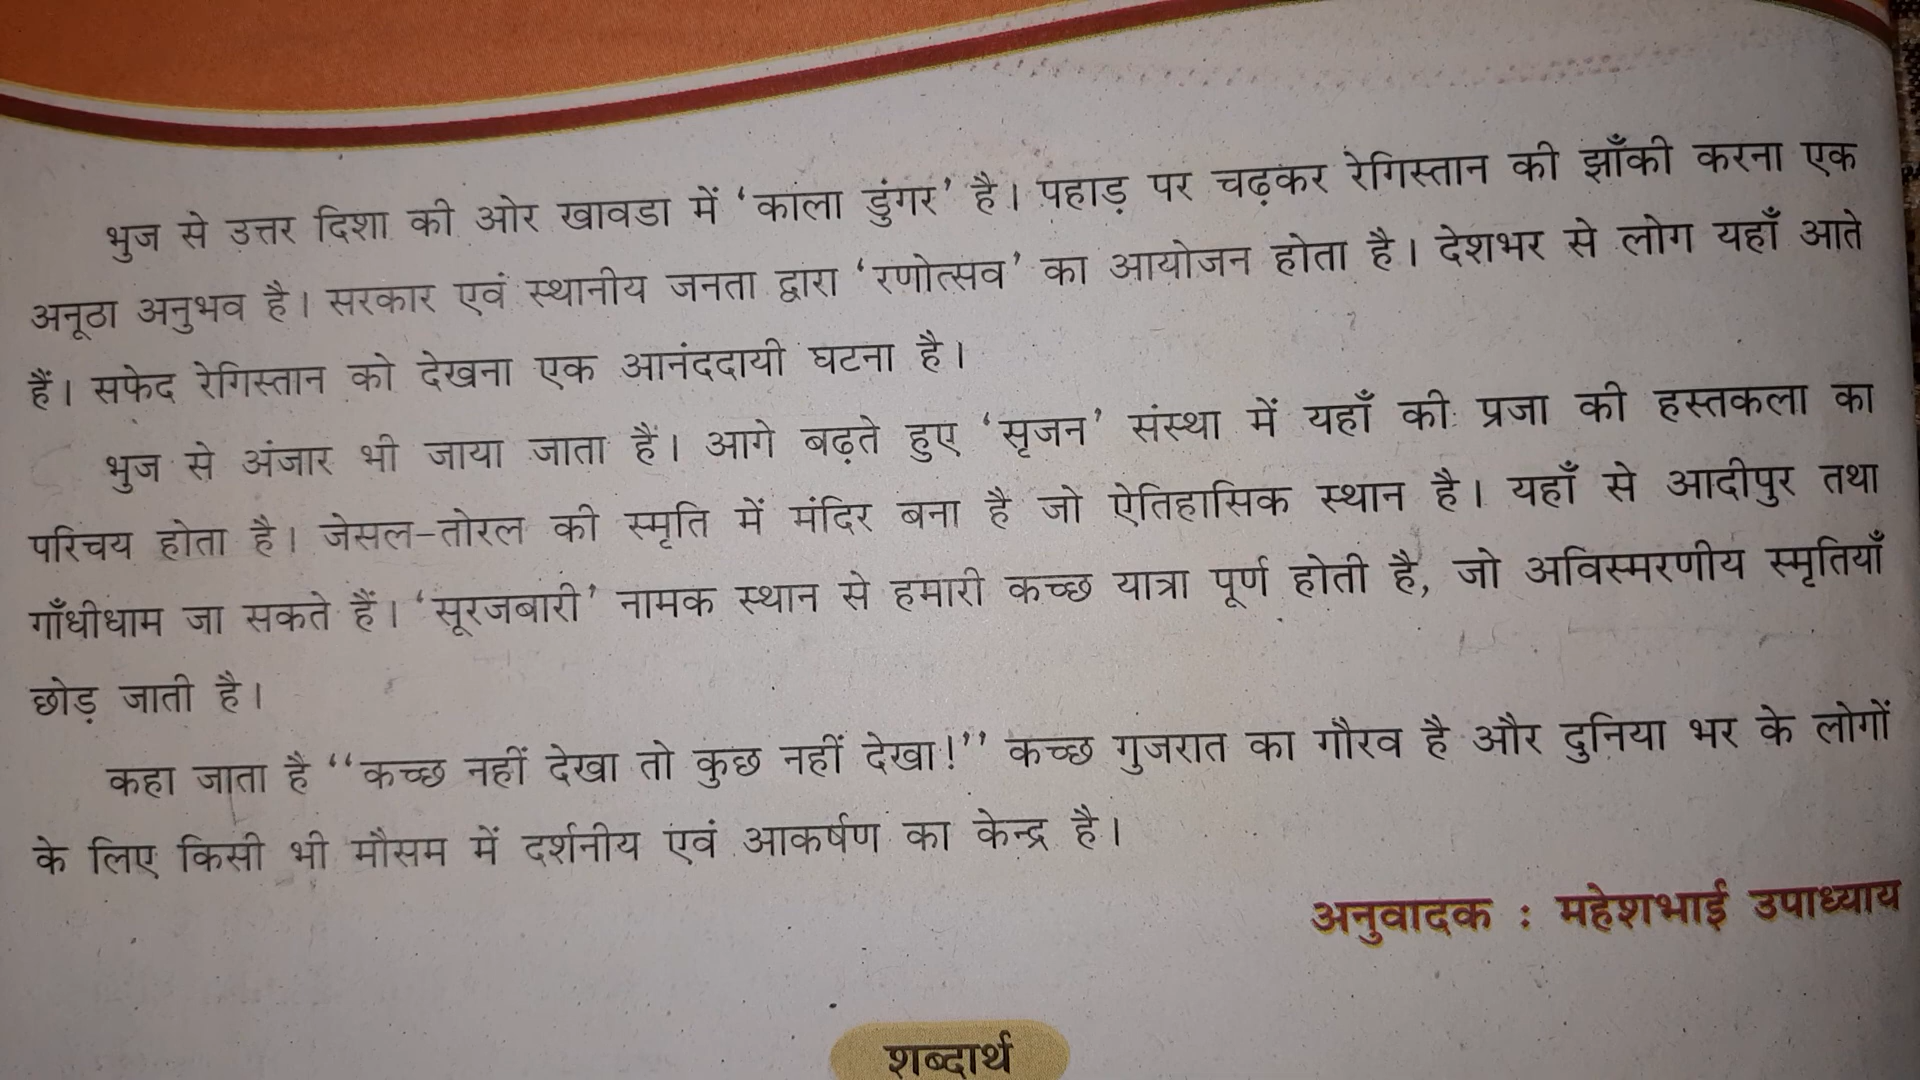 भुज से उत्तर दिशा की ओर खावडा में ‘काला डुंगर’ है। पहाड़ पर चढ़कर रेगिस्तान की झाँकी करना एक
अनूठा अनुभव है। सरकार एवं स्थानीय जनता द्वारा ‘रणोत्सव’ का आयोजन होता है। देशभर से लोग यहाँ आते
हैं। सफेद रेगिस्तान को देखना एक आनंददायी घटना है।
भुज से अंजार भी जाया जाता हैं। आगे बढ़ते हुए ‘सृजन’ संस्था में यहाँ की प्रजा की हस्तकला का
परिचय होता है। जेसल-तोरल की स्मृति में मंदिर बना है जो ऐतिहासिक स्थान है। यहाँ से आदीपुर तथा
गाँधीधाम जा सकते हैं। ‘सूरजबारी’ नामक स्थान से हमारी कच्छ यात्रा पूर्ण होती है, जो अविस्मरणीय स्मृतियाँ
छोड़ जाती है।
कहा जाता है “कच्छ नहीं देखा तो कुछ नहीं देखा!” कच्छ गुजरात का गौरव है और दुनिया भर के लोगों
के लिए किसी भी मौसम में दर्शनीय एवं आकर्षण का केन्द्र है।
अनुवादक : महेशभाई उपाध्याय
शब्दार्थ